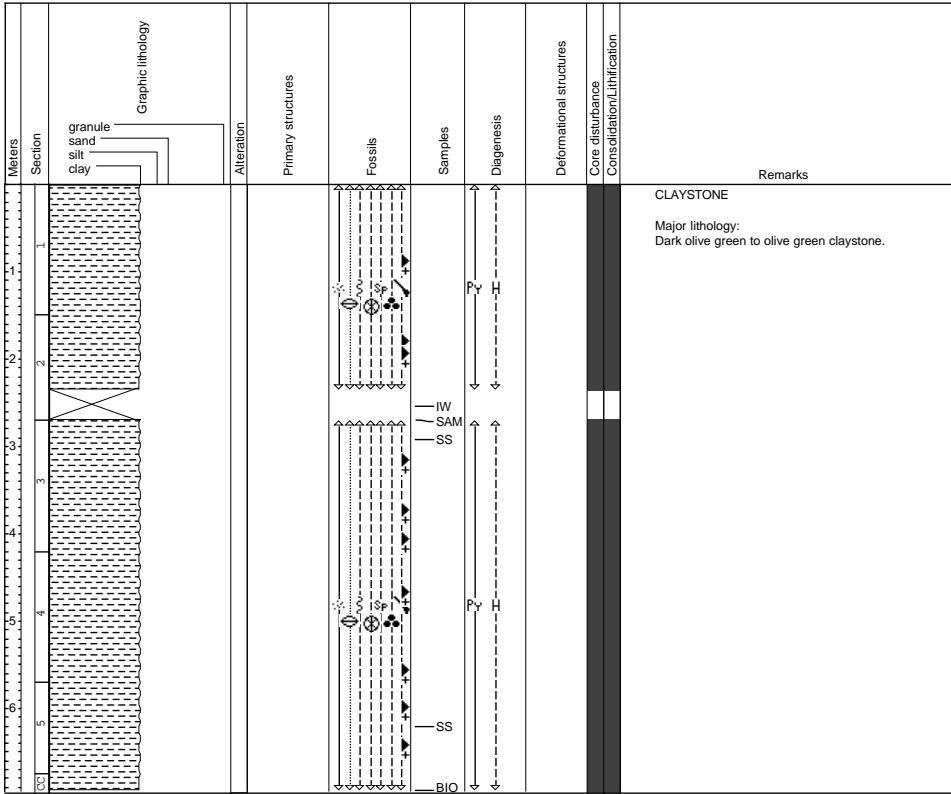 Meters
Section
Graphic lithology
granule
sand
silt
clay
Alteration
Primary structures
Fossils
Samples
Diagenesis
Deformational structures
Core disturbance
Consolidation/Lithification
Remarks
CLAYSTONE
Major lithology:
Dark olive green to olive green claystone.
1
1
SP
PY H
2
2
IW
SAM
SS
3
3
4
4
SP
PY H
5
6
5
SS
CC
BIO